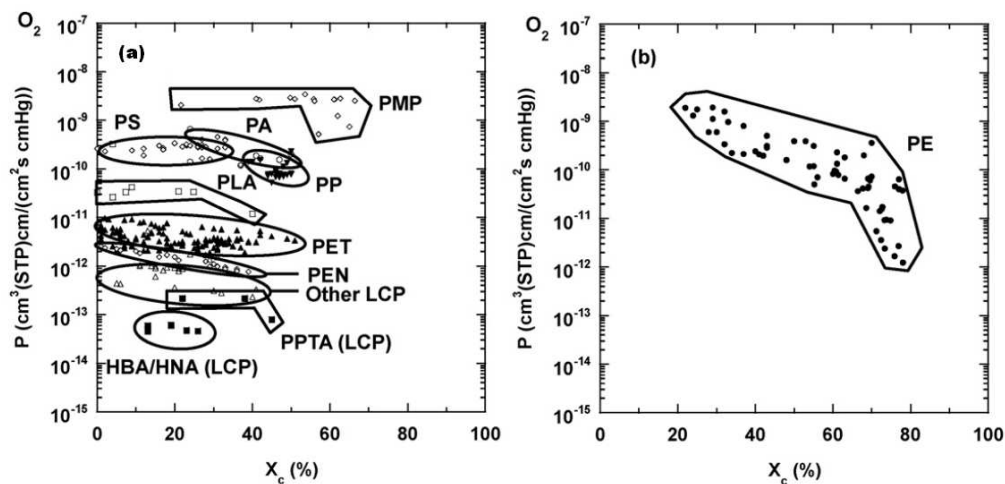 O₂
(a)
P (cm³(STP)cm/(cm²s cmHg))
10⁻⁷
10⁻⁸
10⁻⁹
10⁻¹⁰
10⁻¹¹
10⁻¹²
10⁻¹³
10⁻¹⁴
10⁻¹⁵
PMP
PS
PA
PLA
PP
PET
PEN
Other LCP
PPTA (LCP)
HBA/HNA (LCP)
0 20 40 60 80 100
X_c (%)
O₂
(b)
P (cm³(STP)cm/(cm²s cmHg))
10⁻⁷
10⁻⁸
10⁻⁹
10⁻¹⁰
10⁻¹¹
10⁻¹²
10⁻¹³
10⁻¹⁴
10⁻¹⁵
PE
0 20 40 60 80 100
X_c (%)